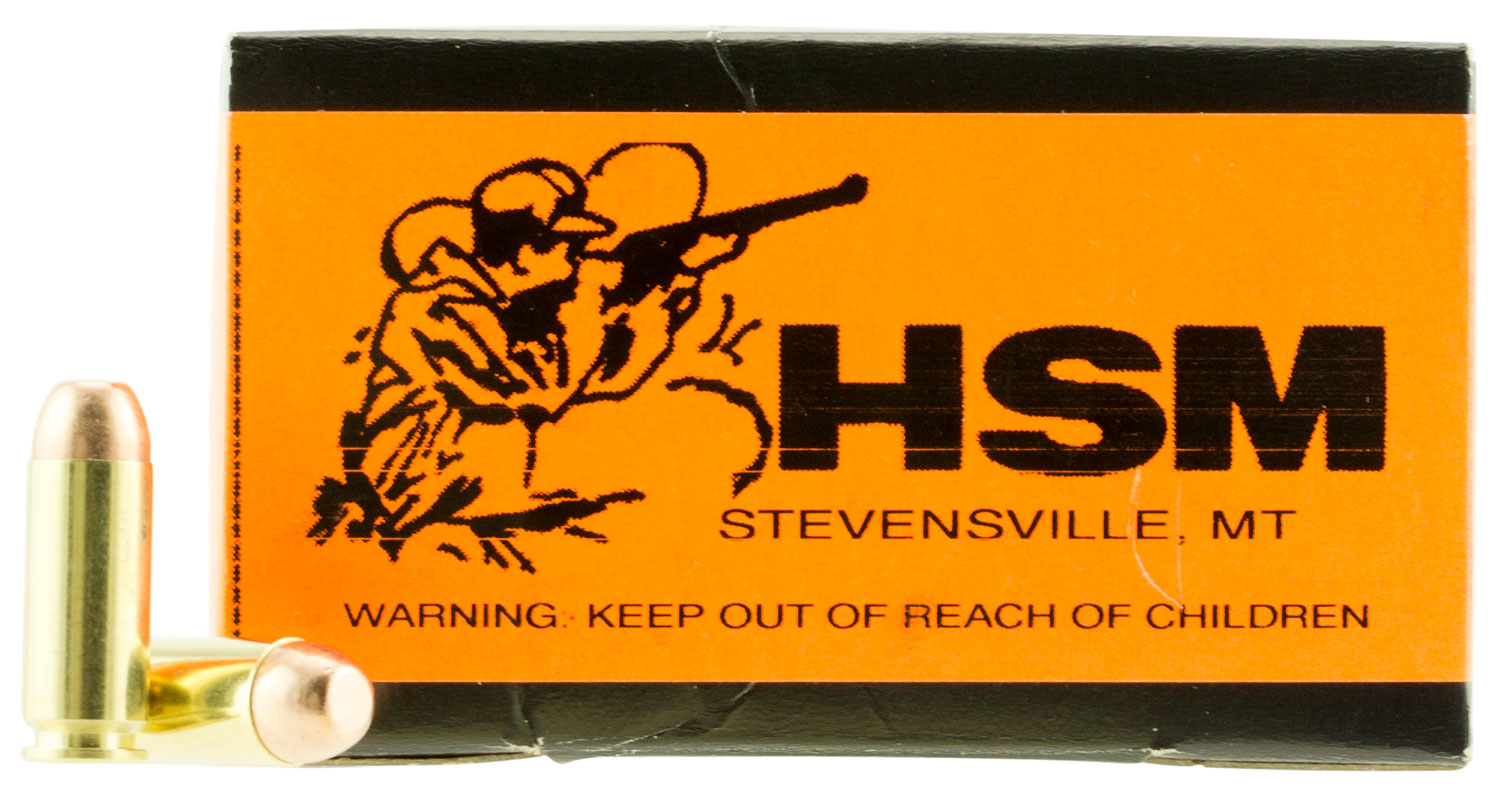 HSM
STEVENSVILLE, MT
WARNING: KEEP OUT OF REACH OF CHILDREN